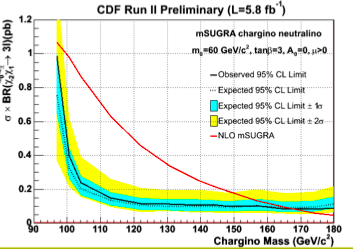 CDF Run II Preliminary (L=5.8 fb⁻¹)
1.2
mSUGRA chargino neutralino
m₀=60 GeV/c², tanβ=3, A₀=0, μ>0
1
Observed 95% CL Limit
Expected 95% CL Limit
0.8
Expected 95% CL Limit ± 1σ
Expected 95% CL Limit ± 2σ
0.6
NLO mSUGRA
0.4
0.2
0
90 100 110 120 130 140 150 160 170 180
Chargino Mass (GeV/c²)